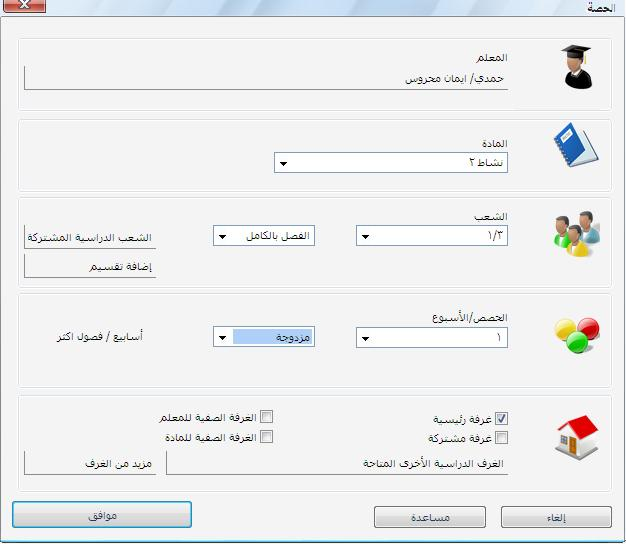 الحصة
المعلم
حمدي/ ايمان محروس
المادة
نشاط ٢
الشعب
١/٣
الفصل بالكامل
الشعب الدراسية المشتركة
إضافة تقسيم
الحصص/الأسبوع
١
مزدوجة
أسابيع / فصول اكثر
غرفة رئيسية
الغرفة الصفية للمعلم
غرفة مشتركة
الغرفة الصفية للمادة
الغرف الدراسية الأخرى المتاحة
مزيد من الغرف
إلغاء
مساعدة
موافق